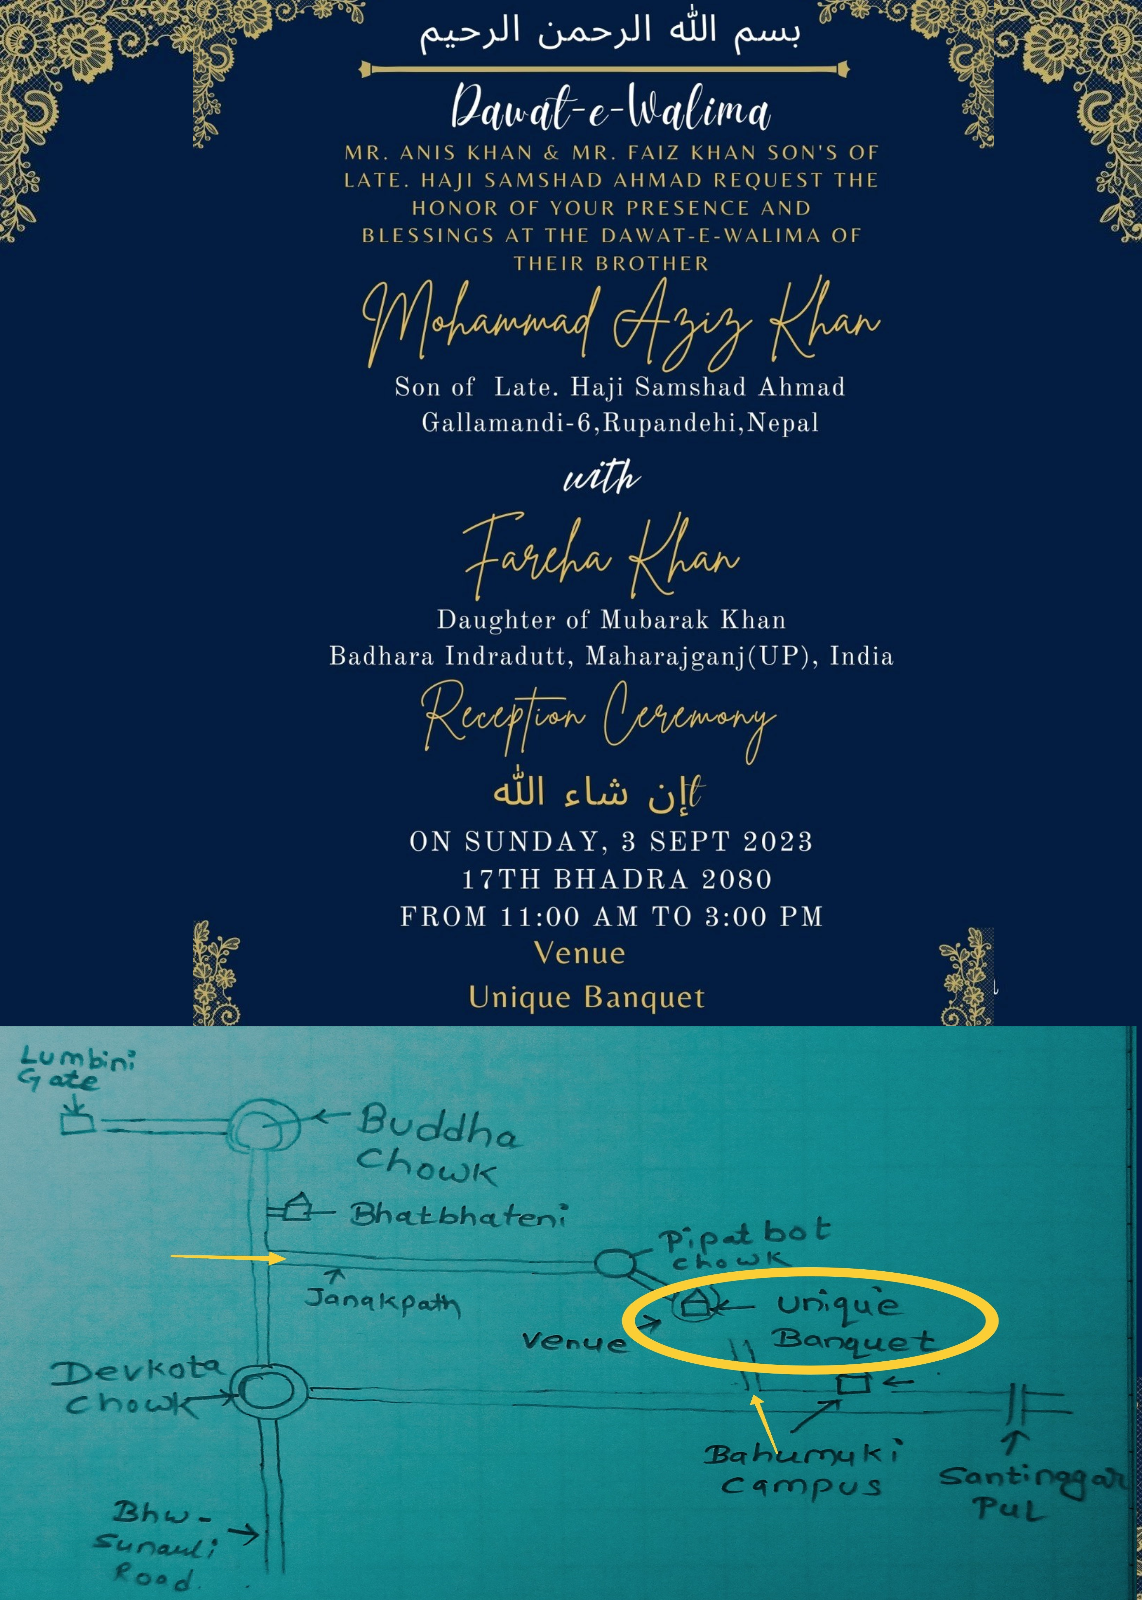 بسم الله الرحمن الرحيم
Dawat-e-Walima
MR. ANIS KHAN & MR. FAIZ KHAN SON'S OF
LATE. HAJI SAMSHAD AHMAD REQUEST THE
HONOR OF YOUR PRESENCE AND
BLESSINGS AT THE DAWAT-E-WALIMA OF
THEIR BROTHER
Mohammad Aziz Khan
Son of Late. Haji Samshad Ahmad
Gallamandi-6,Rupandehi,Nepal
with
Fareha Khan
Daughter of Mubarak Khan
Badhara Indradutt, Maharajganj(UP), India
Reception Ceremony
إن شاء اللهt
ON SUNDAY, 3 SEPT 2023
17TH BHADRA 2080
FROM 11:00 AM TO 3:00 PM
Venue
Unique Banquet
Lumbini
Gate
Buddha
Chowk
Bhatbhateni
Pipatbot
chowk
Janakpath
unique
Banquet
Venue
Devkota
Chowk
Bahumuki
Campus
Santinggar
Pul
Bhw-
Sunauli
Road.